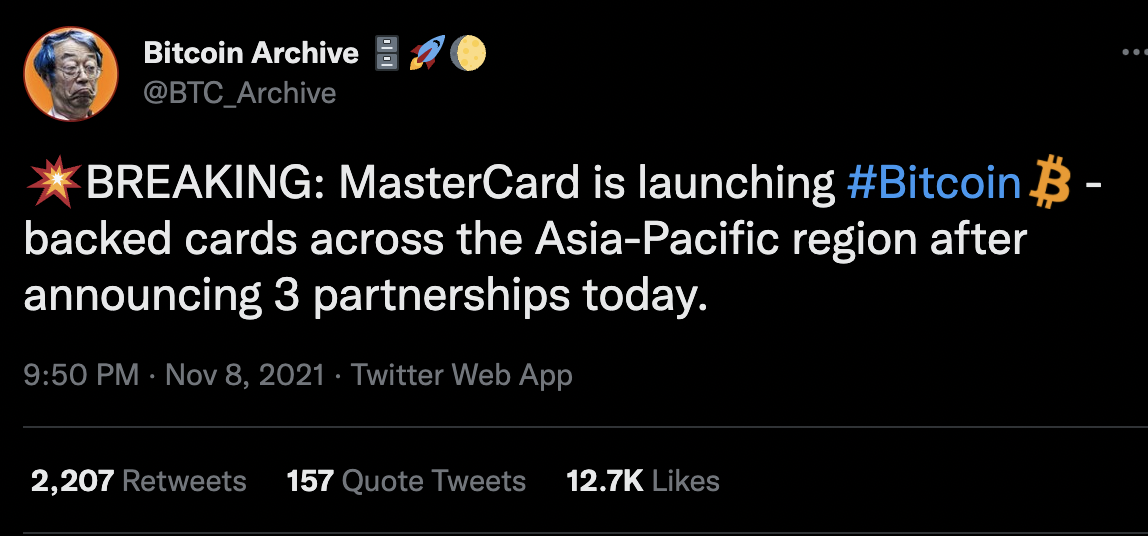 Bitcoin Archive 🗄️🚀🌔
@BTC_Archive
💥BREAKING: MasterCard is launching #Bitcoin₿ -
backed cards across the Asia-Pacific region after
announcing 3 partnerships today.
9:50 PM · Nov 8, 2021 · Twitter Web App
2,207 Retweets 157 Quote Tweets 12.7K Likes